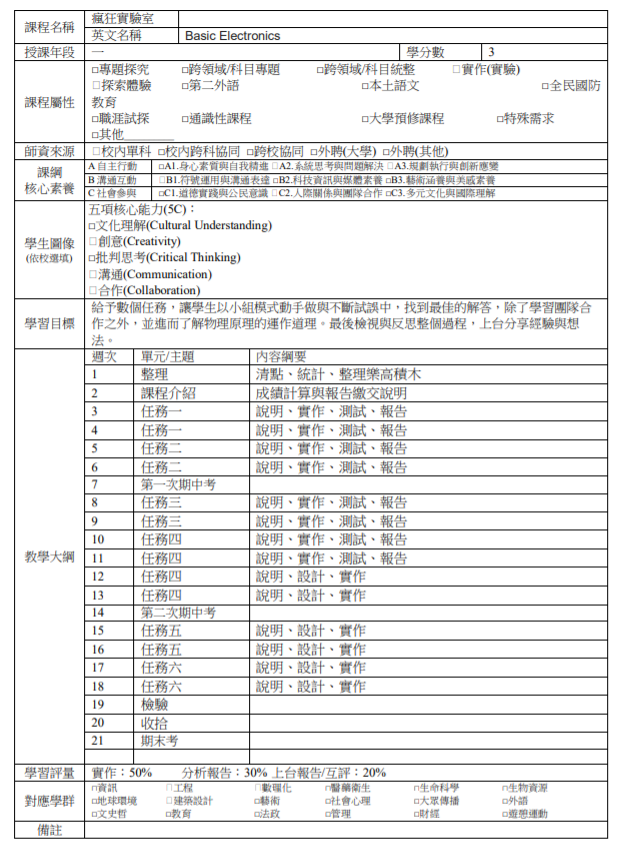 課程名稱 瘋狂實驗室
英文名稱 Basic Electronics
授課年段 一 學分數 3
課程屬性 □專題探究 □跨領域/科目專題 □跨領域/科目統整 □實作(實驗)
□探索體驗 □第二外語 □本土語文 □全民國防
教育
□職涯試探 □通識性課程 □大學預修課程 □特殊需求
□其他________
師資來源 □校內單科 □校內跨科協同 □跨校協同 □外聘(大學) □外聘(其他)
課綱
核心素養
A 自主行動 □A1.身心素質與自我精進 □A2.系統思考與問題解決 □A3.規劃執行與創新應變
B 溝通互動 □B1.符號運用與溝通表達 □B2.科技資訊與媒體素養 □B3.藝術涵養與美感素養
C 社會參與 □C1.道德實踐與公民意識 □C2.人際關係與團隊合作 □C3.多元文化與國際理解
學生圖像
(依校選填)
五項核心能力(5C)：
□文化理解(Cultural Understanding)
□創意(Creativity)
□批判思考(Critical Thinking)
□溝通(Communication)
□合作(Collaboration)
學習目標 給予數個任務，讓學生以小組模式動手做與不斷試誤中，找到最佳的解答，除了學習團隊合
作之外，並進而了解物理原理的運作道理。最後檢視與反思整個過程，上台分享經驗與想
法。
教學大綱
週次 單元/主題 內容綱要
1 整理 清點、統計、整理樂高積木
2 課程介紹 成績計算與報告繳交說明
3 任務一 說明、實作、測試、報告
4 任務一 說明、實作、測試、報告
5 任務二 說明、實作、測試、報告
6 任務二 說明、實作、測試、報告
7 第一次期中考
8 任務三 說明、實作、測試、報告
9 任務三 說明、實作、測試、報告
10 任務四 說明、實作、測試、報告
11 任務四 說明、實作、測試、報告
12 任務四 說明、設計、實作
13 任務四 說明、設計、實作
14 第二次期中考
15 任務五 說明、設計、實作
16 任務五 說明、設計、實作
17 任務六 說明、設計、實作
18 任務六 說明、設計、實作
19 檢驗
20 收拾
21 期末考
學習評量 實作：50% 分析報告：30% 上台報告/互評：20%
對應學群 □資訊 □工程 □數理化 □醫藥衛生 □生命科學 □生物資源
□地球環境 □建築設計 □藝術 □社會心理 □大眾傳播 □外語
□文史哲 □教育 □法政 □管理 □財經 □遊憩運動
備註